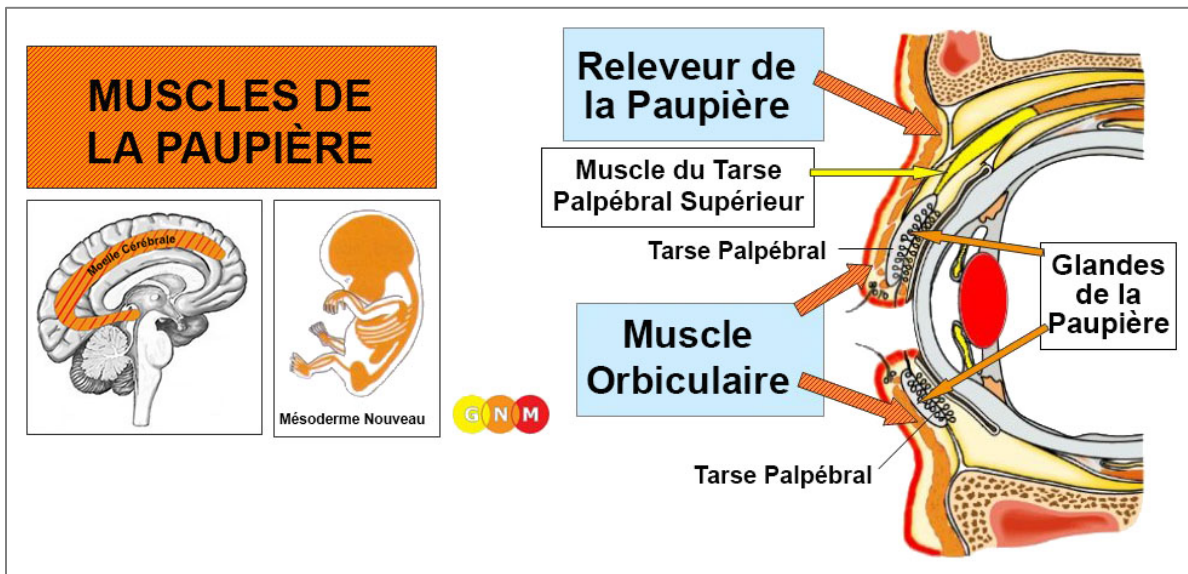 MUSCLES DE
LA PAUPIÈRE
Moelle Cérébrale
Mésoderme Nouveau
G N M
Releveur de
la Paupière
Muscle du Tarse
Palpébral Supérieur
Tarse Palpébral
Glandes
de la
Paupière
Muscle
Orbiculaire
Tarse Palpébral